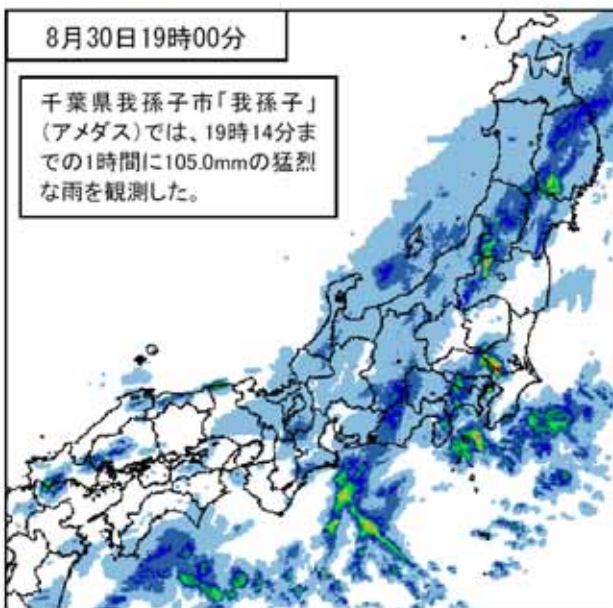 8月30日19時00分
千葉県我孫子市「我孫子」
(アメダス)では、19時14分ま
での1時間に105.0mmの猛烈
な雨を観測した。